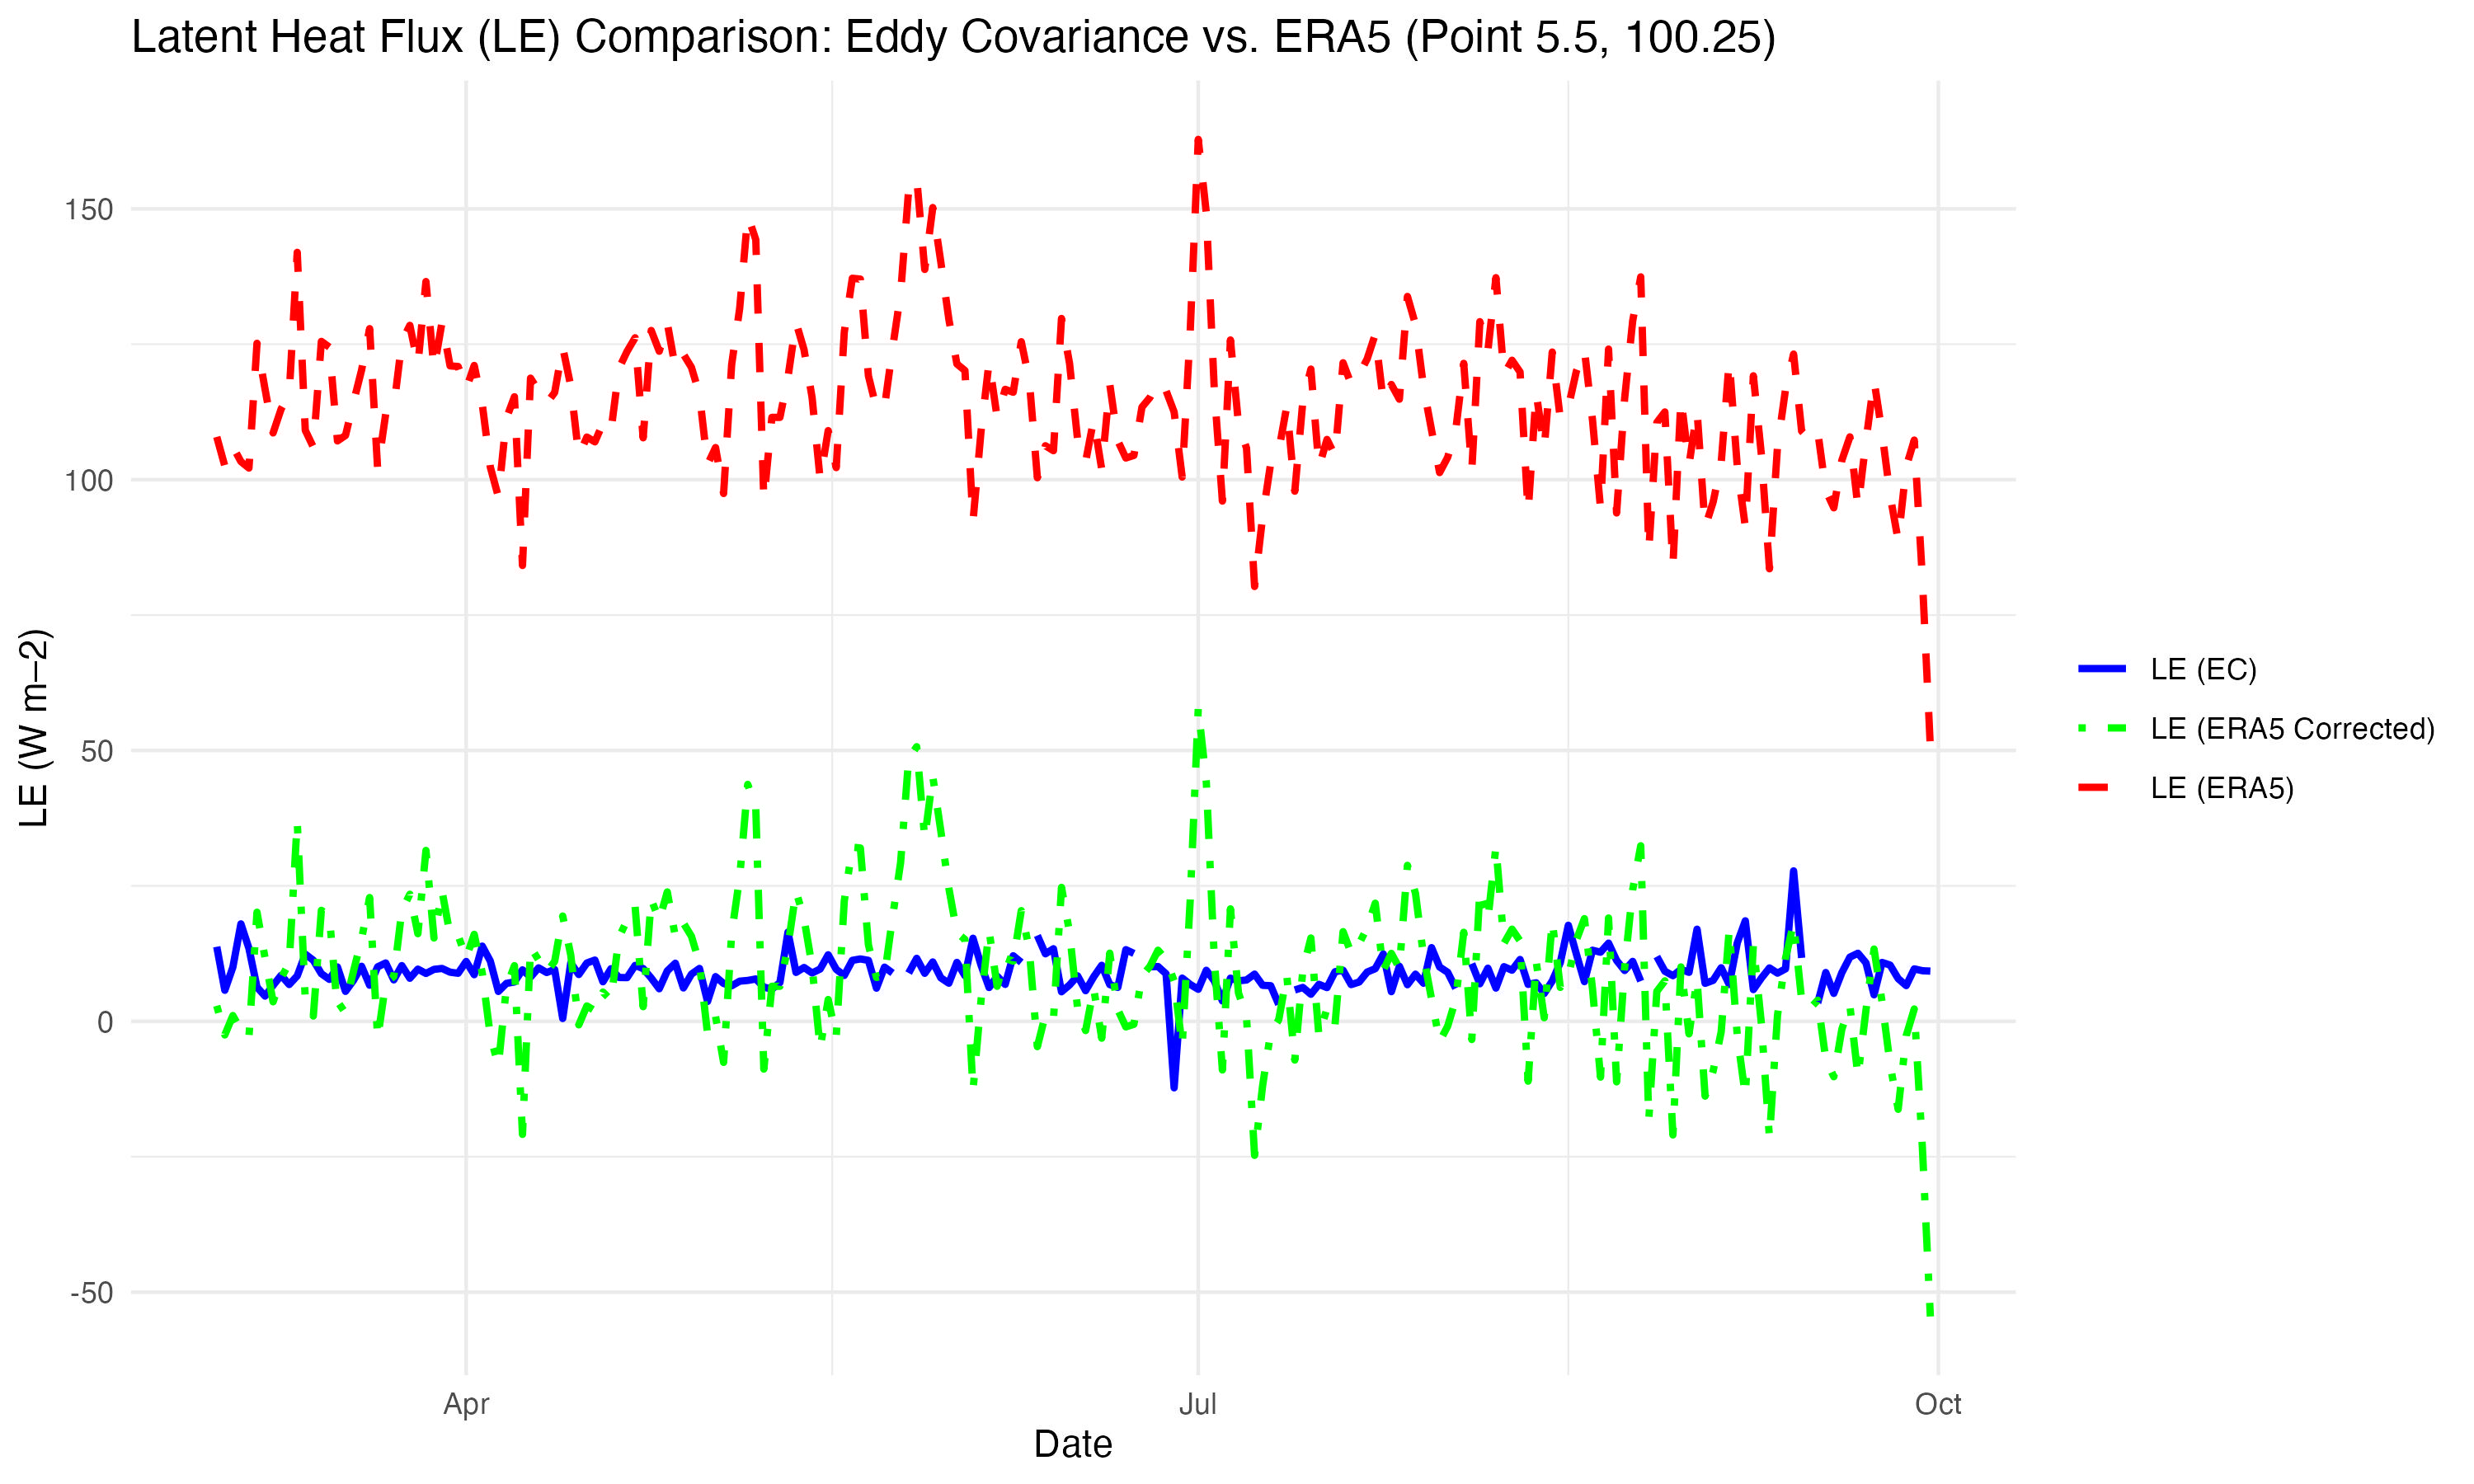 Latent Heat Flux (LE) Comparison: Eddy Covariance vs. ERA5 (Point 5.5, 100.25)
LE (W m−2)
150
100
50
0
-50
Apr
Jul
Oct
Date
LE (EC)
LE (ERA5 Corrected)
LE (ERA5)